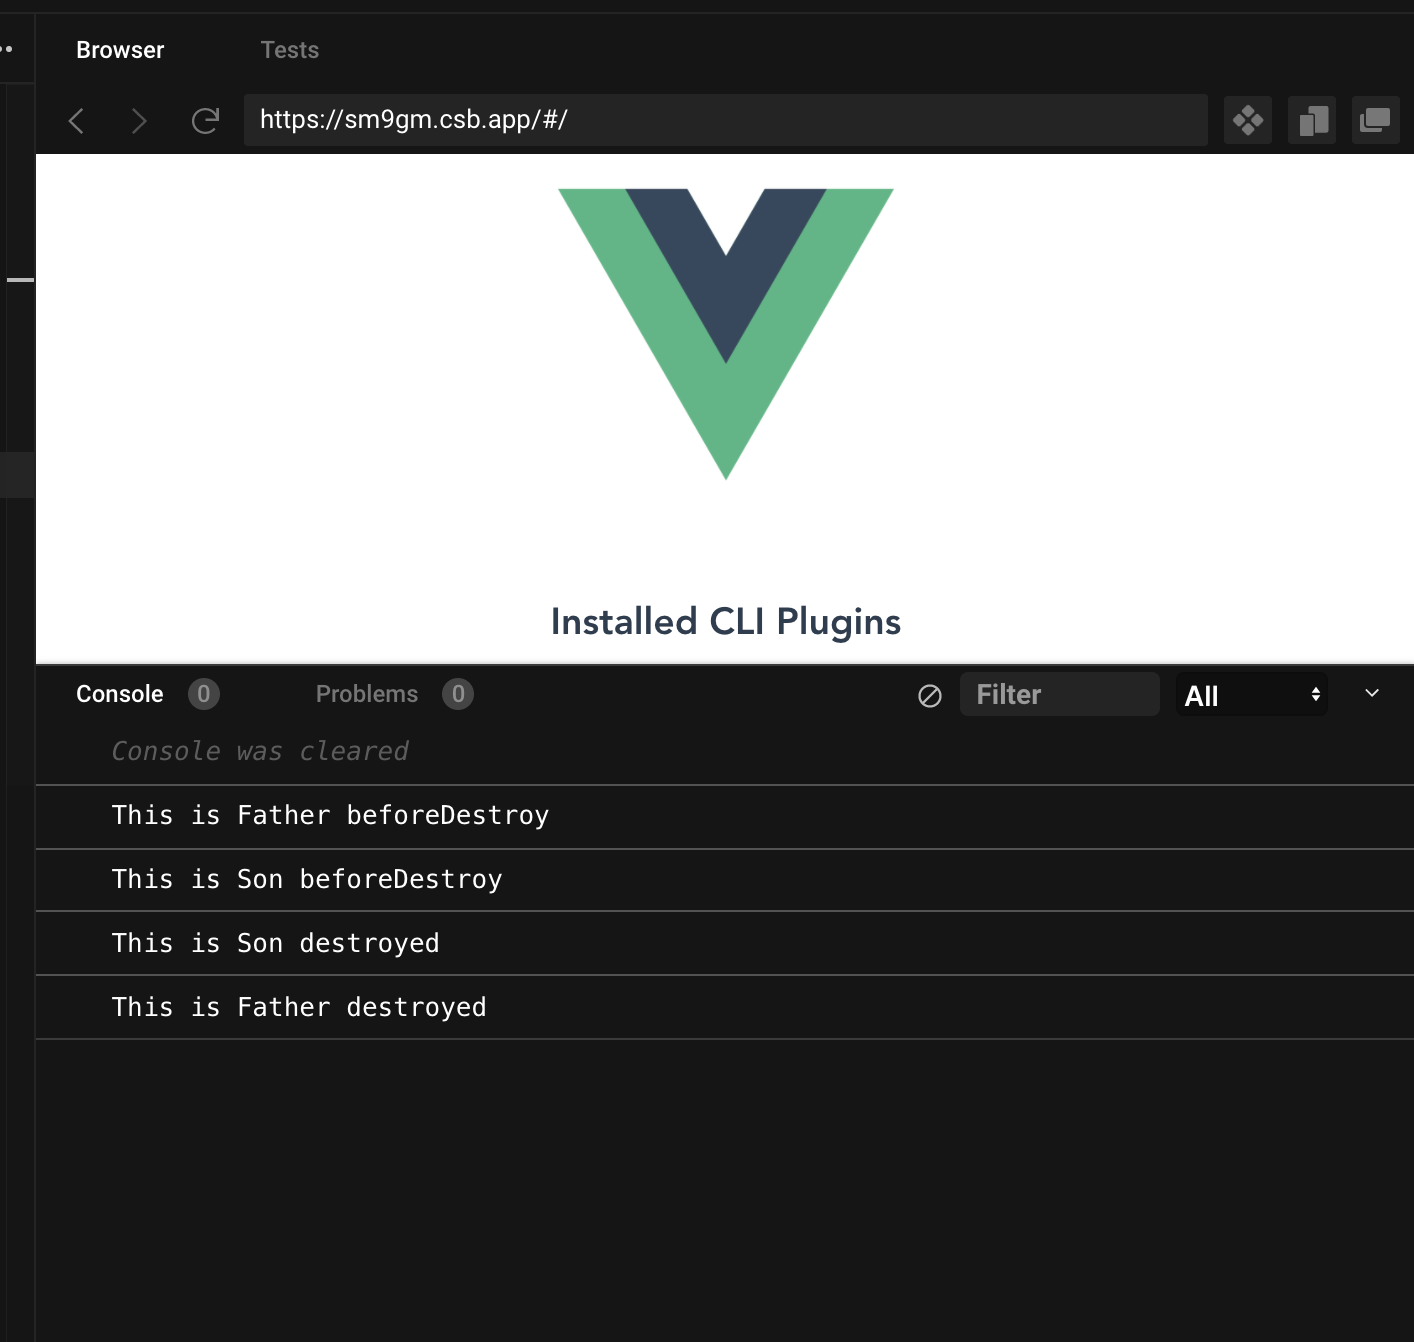 Browser Tests
https://sm9gm.csb.app/#/
Installed CLI Plugins
Console 0 Problems 0 Filter All
Console was cleared
This is Father beforeDestroy
This is Son beforeDestroy
This is Son destroyed
This is Father destroyed